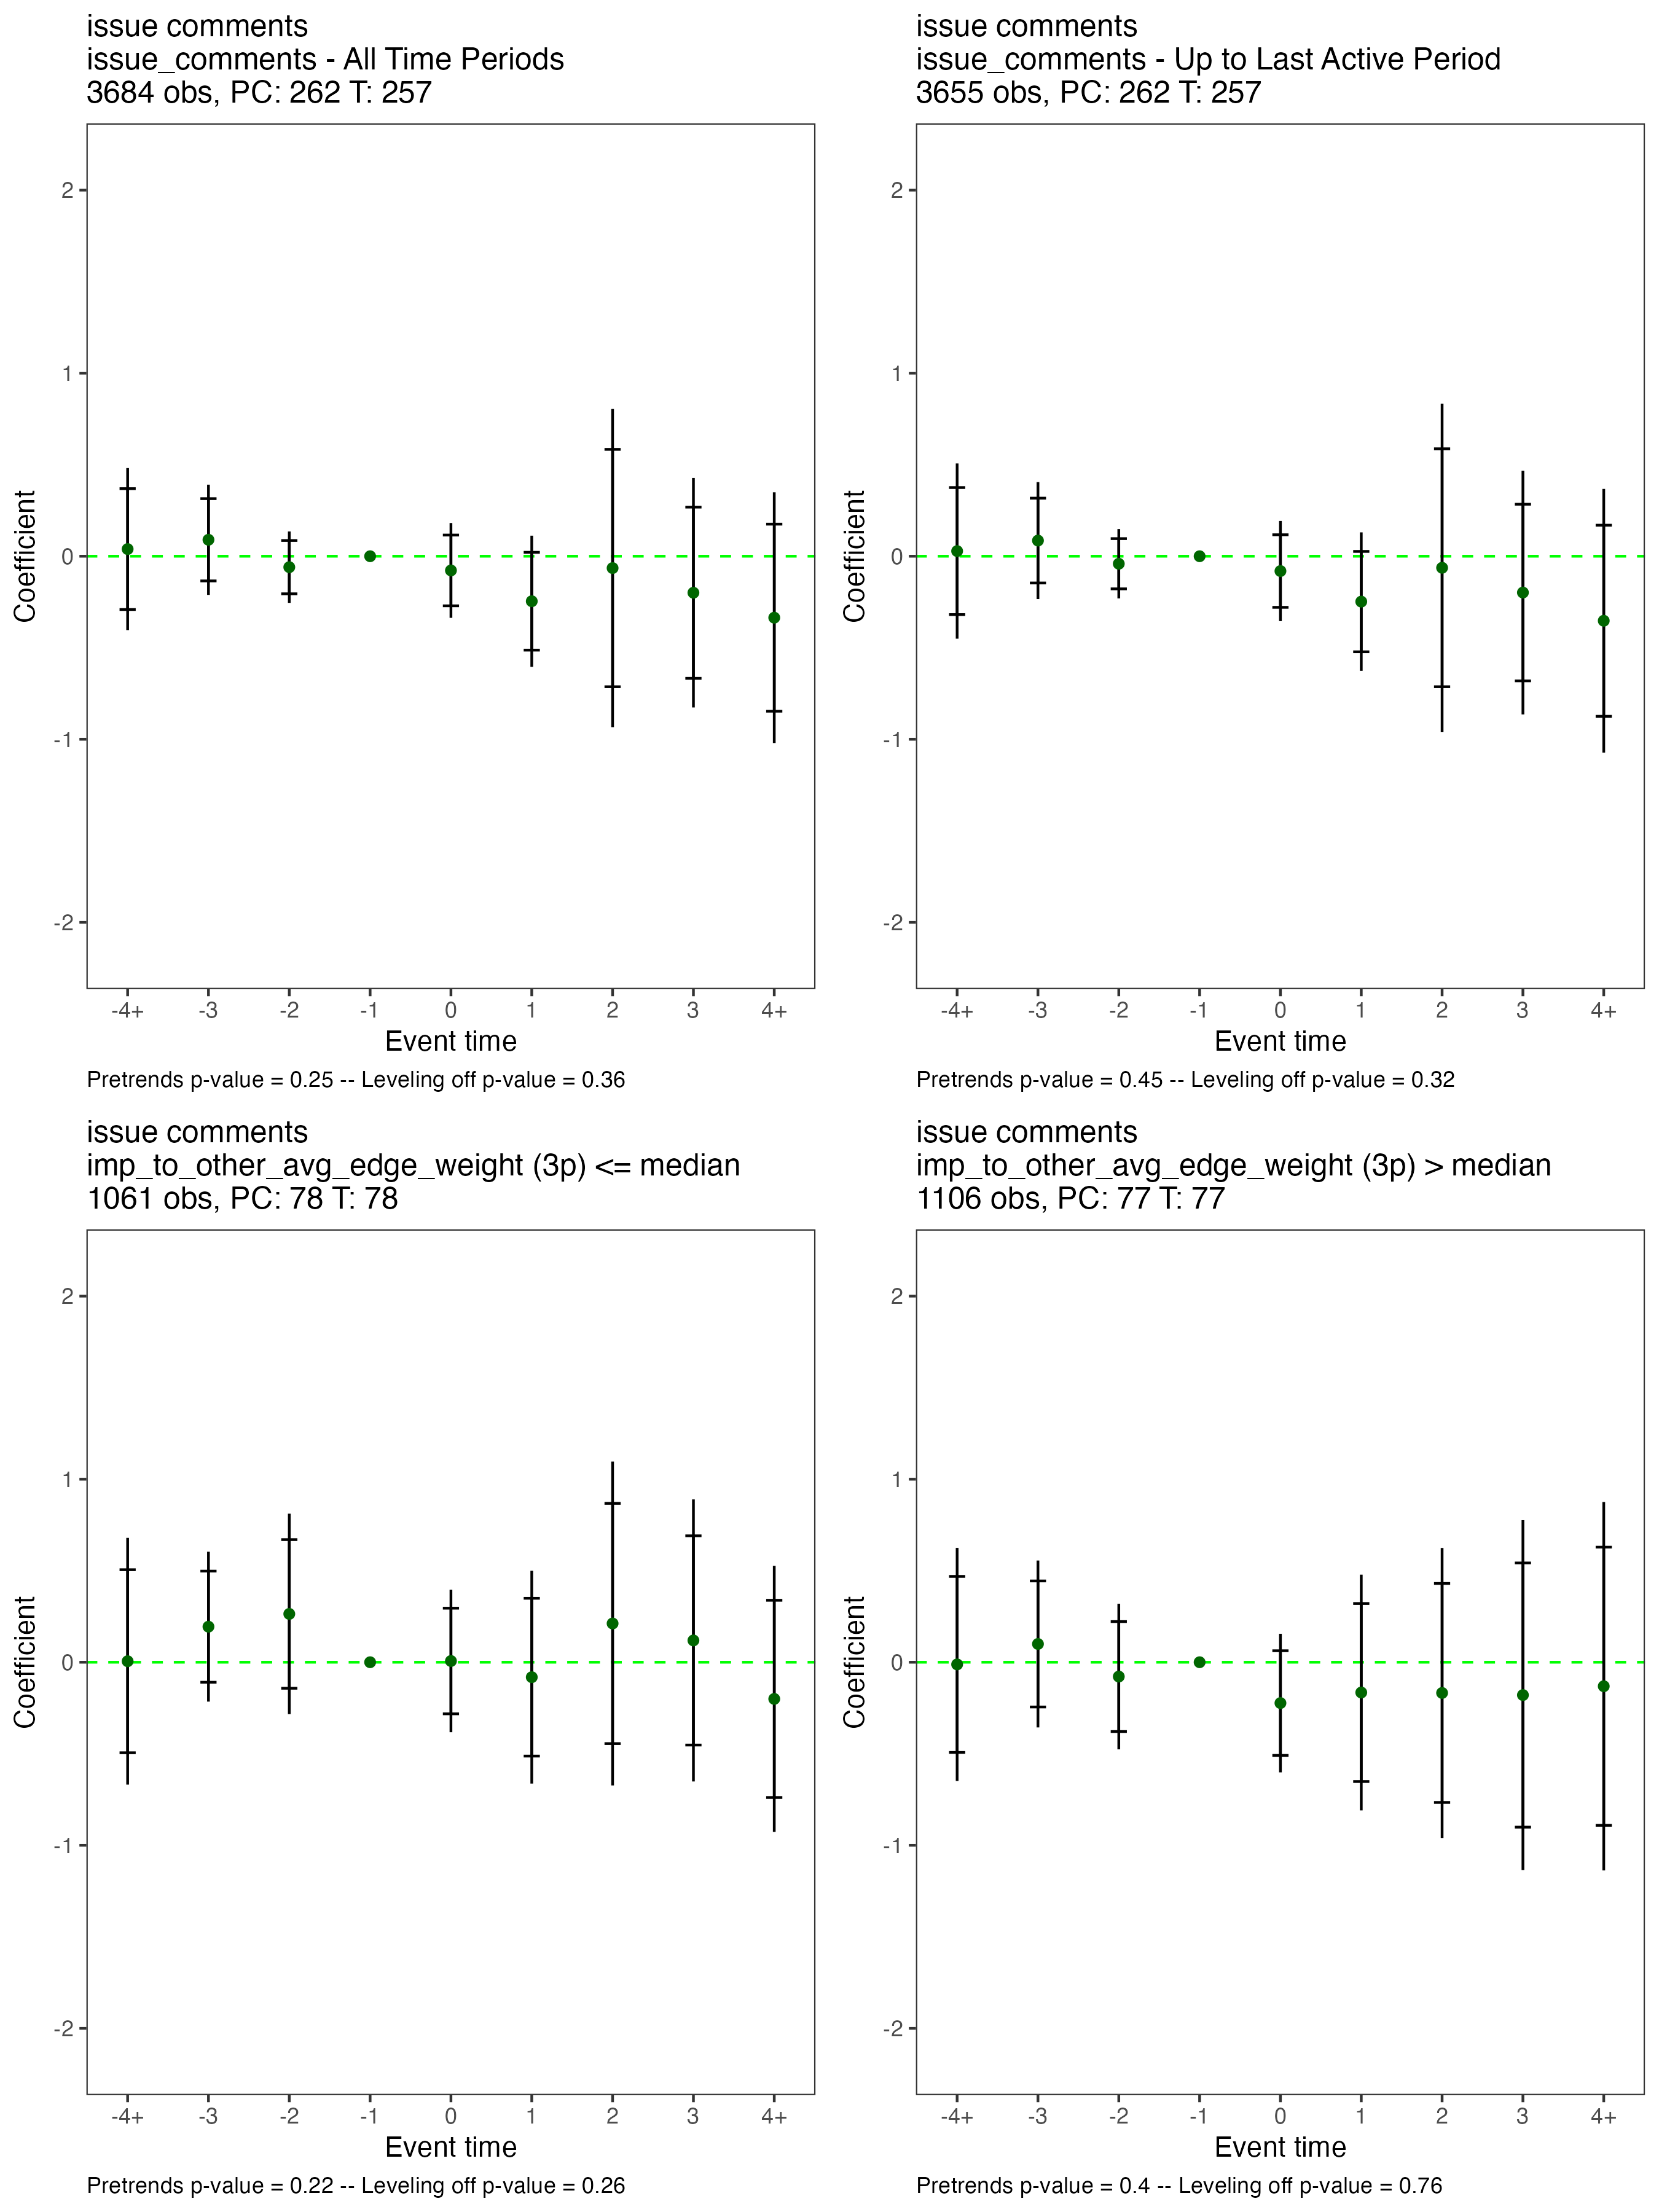 issue comments
issue_comments - All Time Periods
3684 obs, PC: 262 T: 257
Coefficient
2
1
0
-1
-2
-4+ -3 -2 -1 0 1 2 3 4+
Event time
Pretrends p-value = 0.25 -- Leveling off p-value = 0.36
issue comments
issue_comments - Up to Last Active Period
3655 obs, PC: 262 T: 257
Coefficient
2
1
0
-1
-2
-4+ -3 -2 -1 0 1 2 3 4+
Event time
Pretrends p-value = 0.45 -- Leveling off p-value = 0.32
issue comments
imp_to_other_avg_edge_weight (3p) <= median
1061 obs, PC: 78 T: 78
Coefficient
2
1
0
-1
-2
-4+ -3 -2 -1 0 1 2 3 4+
Event time
Pretrends p-value = 0.22 -- Leveling off p-value = 0.26
issue comments
imp_to_other_avg_edge_weight (3p) > median
1106 obs, PC: 77 T: 77
Coefficient
2
1
0
-1
-2
-4+ -3 -2 -1 0 1 2 3 4+
Event time
Pretrends p-value = 0.4 -- Leveling off p-value = 0.76